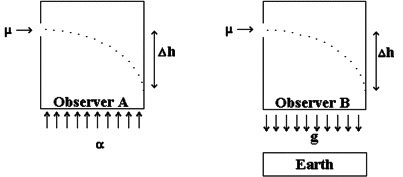 μ
Δh
Observer A
α
μ
Δh
Observer B
g
Earth